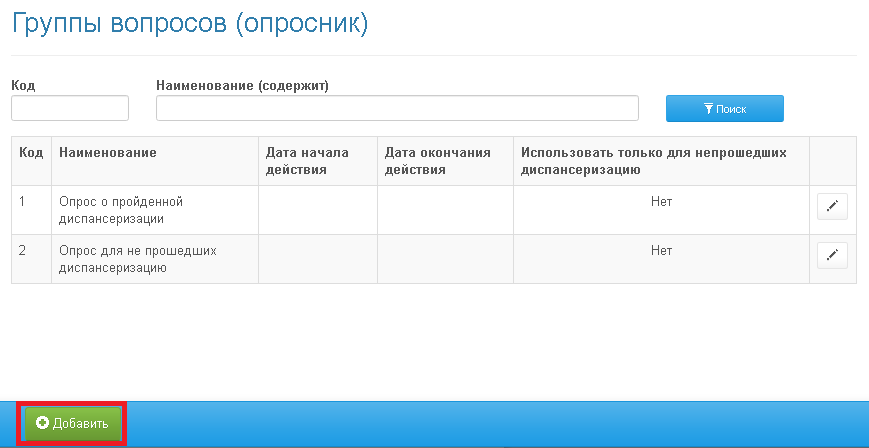 Группы вопросов (опросник)
Код Наименование (содержит)
Поиск
Код Наименование Дата начала действия Дата окончания действия Использовать только для непрошедших диспансеризацию
1 Опрос о пройденной диспансеризации Нет
2 Опрос для не прошедших диспансеризацию Нет
Добавить